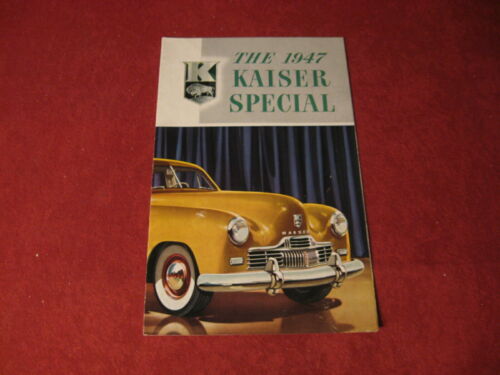 THE 1947
K
KAISER
SPECIAL
K
KAISER